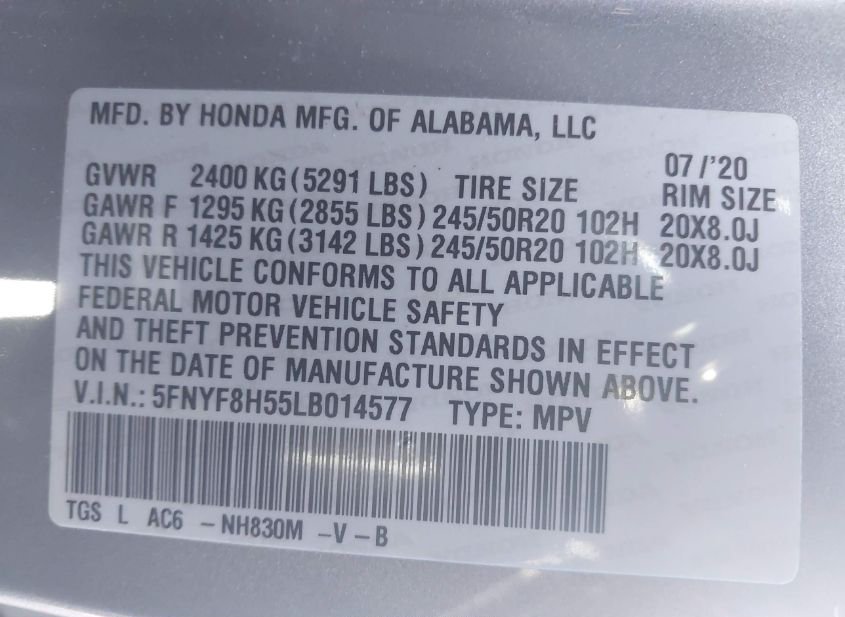 MFD. BY HONDA MFG. OF ALABAMA, LLC
07/'20
GVWR 2400 KG (5291 LBS) TIRE SIZE RIM SIZE
GAWR F 1295 KG (2855 LBS) 245/50R20 102H 20X8.0J
GAWR R 1425 KG (3142 LBS) 245/50R20 102H 20X8.0J
THIS VEHICLE CONFORMS TO ALL APPLICABLE
FEDERAL MOTOR VEHICLE SAFETY
AND THEFT PREVENTION STANDARDS IN EFFECT
ON THE DATE OF MANUFACTURE SHOWN ABOVE.
V.I.N.: 5FNYF8H55LB014577 TYPE: MPV
TGS L AC6 -NH830M -V-B